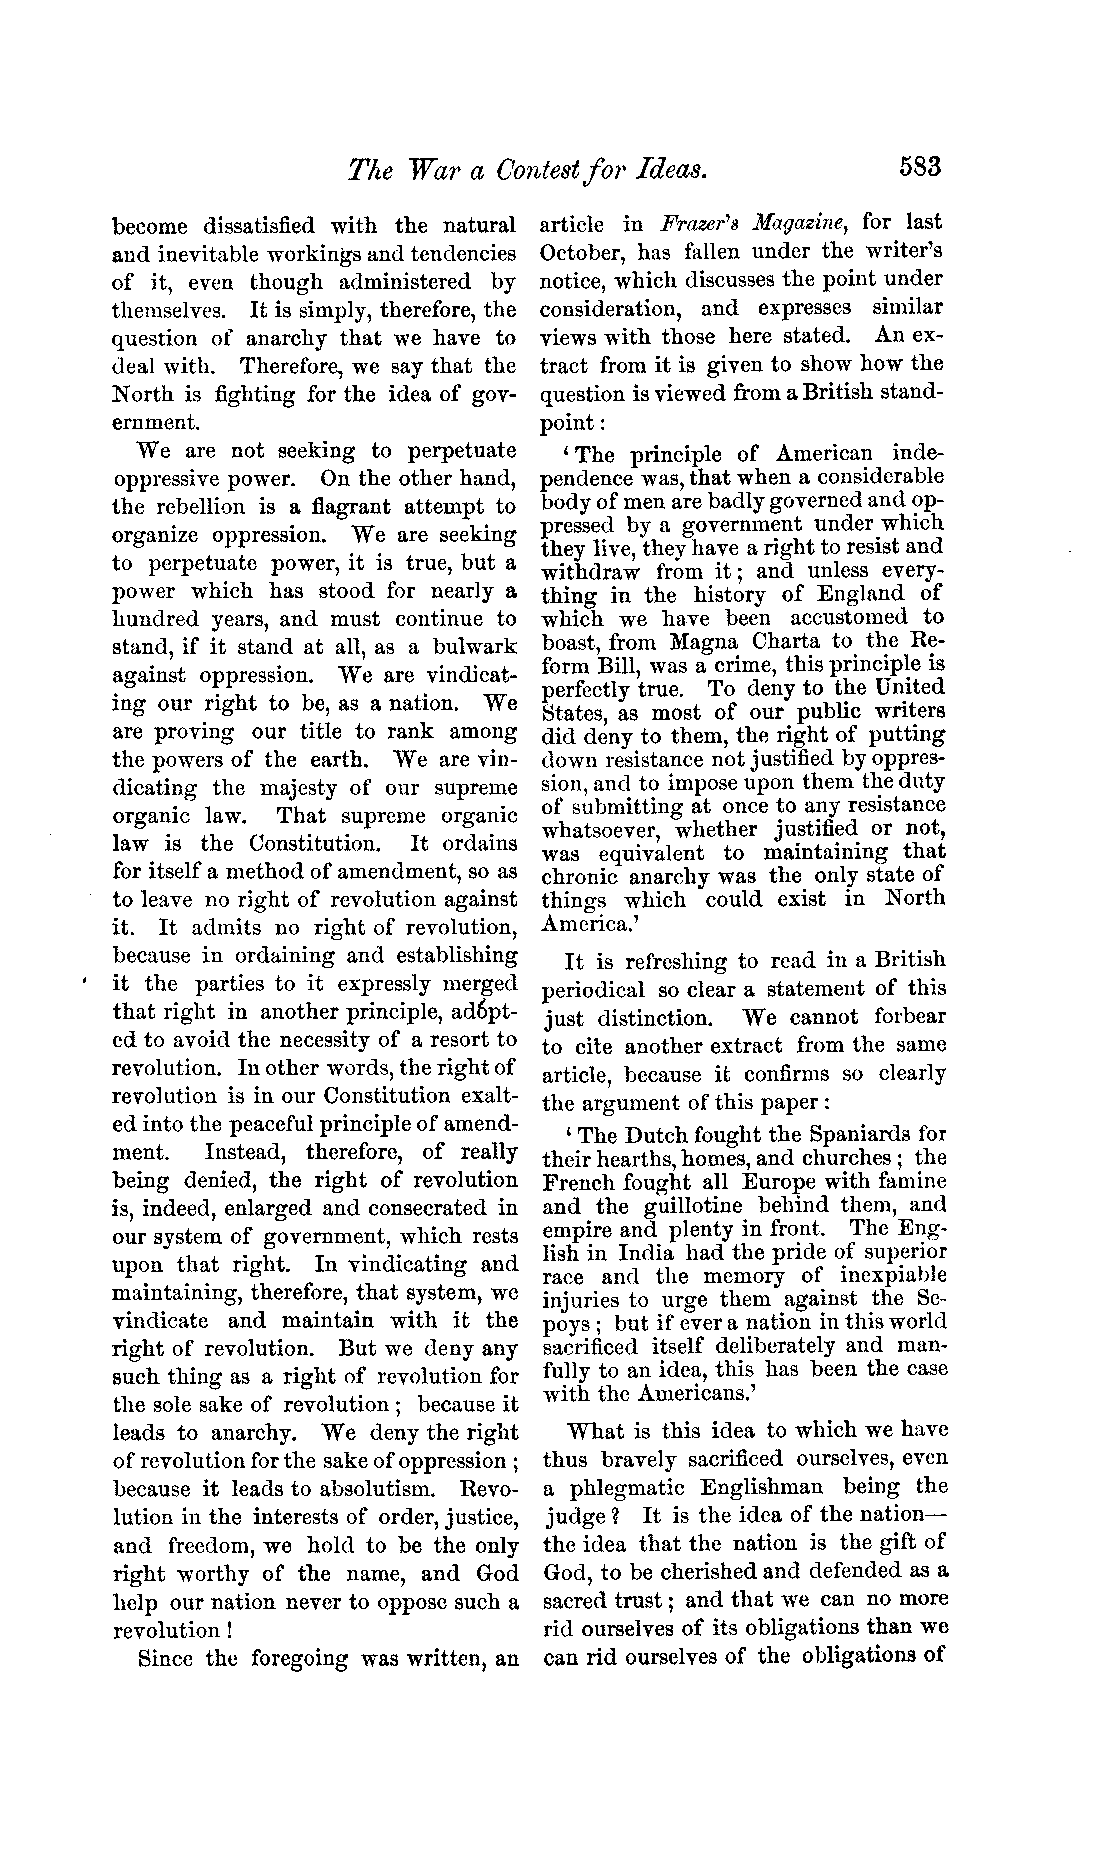 The War a Contest for Ideas. 583
become dissatisfied with the natural
and inevitable workings and tendencies
of it, even though administered by
themselves. It is simply, therefore, the
question of anarchy that we have to
deal with. Therefore, we say that the
North is fighting for the idea of gov-
ernment.
We are not seeking to perpetuate
oppressive power. On the other hand,
the rebellion is a flagrant attempt to
organize oppression. We are seeking
to perpetuate power, it is true, but a
power which has stood for nearly a
hundred years, and must continue to
stand, if it stand at all, as a bulwark
against oppression. We are vindicat-
ing our right to be, as a nation. We
are proving our title to rank among
the powers of the earth. We are vin-
dicating the majesty of our supreme
organic law. That supreme organic
law is the Constitution. It ordains
for itself a method of amendment, so as
to leave no right of revolution against
it. It admits no right of revolution,
because in ordaining and establishing
it the parties to it expressly merged
that right in another principle, adópt-
ed to avoid the necessity of a resort to
revolution. In other words, the right of
revolution is in our Constitution exalt-
ed into the peaceful principle of amend-
ment. Instead, therefore, of really
being denied, the right of revolution
is, indeed, enlarged and consecrated in
our system of government, which rests
upon that right. In vindicating and
maintaining, therefore, that system, we
vindicate and maintain with it the
right of revolution. But we deny any
such thing as a right of revolution for
the sole sake of revolution; because it
leads to anarchy. We deny the right
of revolution for the sake of oppression;
because it leads to absolutism. Revo-
lution in the interests of order, justice,
and freedom, we hold to be the only
right worthy of the name, and God
help our nation never to oppose such a
revolution!
Since the foregoing was written, an
article in Frazer's Magazine, for last
October, has fallen under the writer's
notice, which discusses the point under
consideration, and expresses similar
views with those here stated. An ex-
tract from it is given to show how the
question is viewed from a British stand-
point:
'The principle of American inde-
pendence was, that when a considerable
body of men are badly governed and op-
pressed by a government under which
they live, they have a right to resist and
withdraw from it; and unless every-
thing in the history of England of
which we have been accustomed to
boast, from Magna Charta to the Re-
form Bill, was a crime, this principle is
perfectly true. To deny to the United
States, as most of our public writers
did deny to them, the right of putting
down resistance not justified by oppres-
sion, and to impose upon them the duty
of submitting at once to any resistance
whatsoever, whether justified or not,
was equivalent to maintaining that
chronic anarchy was the only state of
things which could exist in North
America.'
It is refreshing to read in a British
periodical so clear a statement of this
just distinction. We cannot forbear
to cite another extract from the same
article, because it confirms so clearly
the argument of this paper:
'The Dutch fought the Spaniards for
their hearths, homes, and churches; the
French fought all Europe with famine
and the guillotine behind them, and
empire and plenty in front. The Eng-
lish in India had the pride of superior
race and the memory of inexpiable
injuries to urge them against the Se-
poys; but if ever a nation in this world
sacrificed itself deliberately and man-
fully to an idea, this has been the case
with the Americans.'
What is this idea to which we have
thus bravely sacrificed ourselves, even
a phlegmatic Englishman being the
judge? It is the idea of the nation—
the idea that the nation is the gift of
God, to be cherished and defended as a
sacred trust; and that we can no more
rid ourselves of its obligations than we
can rid ourselves of the obligations of